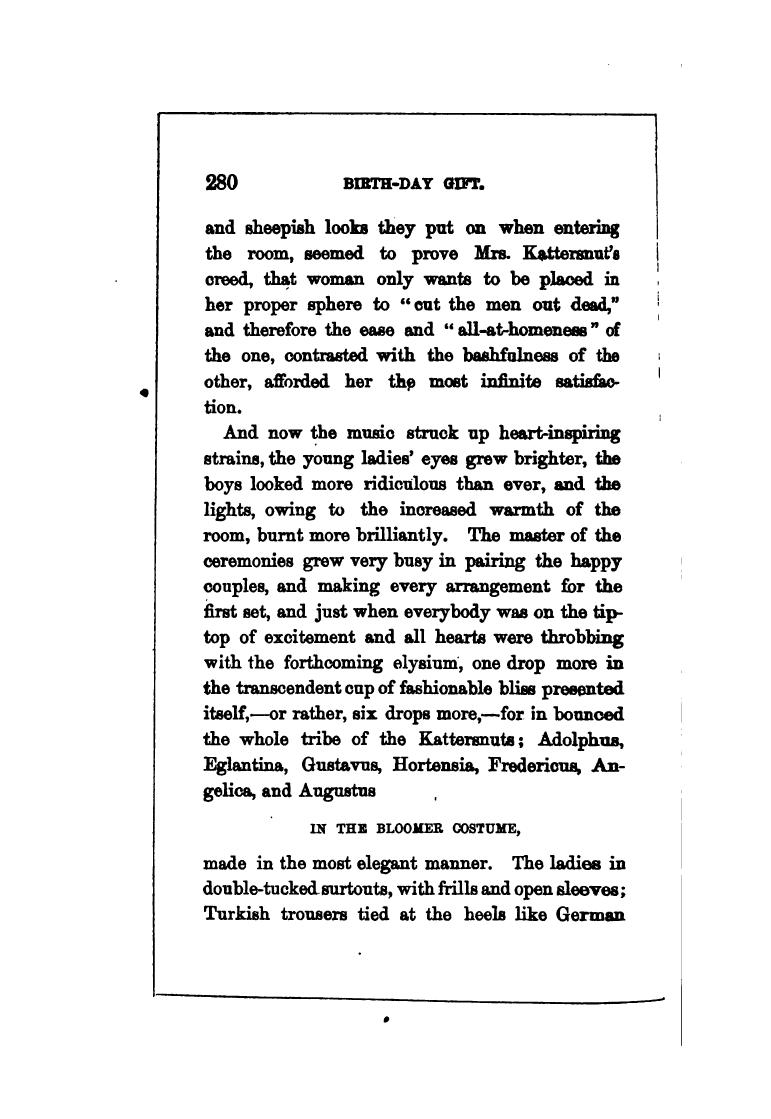 280 BIRTH-DAY GIFT.
and sheepish looks they put on when entering
the room, seemed to prove Mrs. Kattersnut's
creed, that woman only wants to be placed in
her proper sphere to "cut the men out dead,"
and therefore the ease and "all-at-homeness" of
the one, contrasted with the bashfulness of the
other, afforded her the most infinite satisfac-
tion.
And now the music struck up heart-inspiring
strains, the young ladies' eyes grew brighter, the
boys looked more ridiculous than ever, and the
lights, owing to the increased warmth of the
room, burnt more brilliantly. The master of the
ceremonies grew very busy in pairing the happy
couples, and making every arrangement for the
first set, and just when everybody was on the tip-
top of excitement and all hearts were throbbing
with the forthcoming elysium, one drop more in
the transcendent cup of fashionable bliss presented
itself,—or rather, six drops more,—for in bounced
the whole tribe of the Kattersnuts; Adolphus,
Eglantina, Gustavus, Hortensia, Fredericus, An-
gelica, and Augustus
IN THE BLOOMER COSTUME,
made in the most elegant manner. The ladies in
double-tucked surtouts, with frills and open sleeves;
Turkish trousers tied at the heels like German